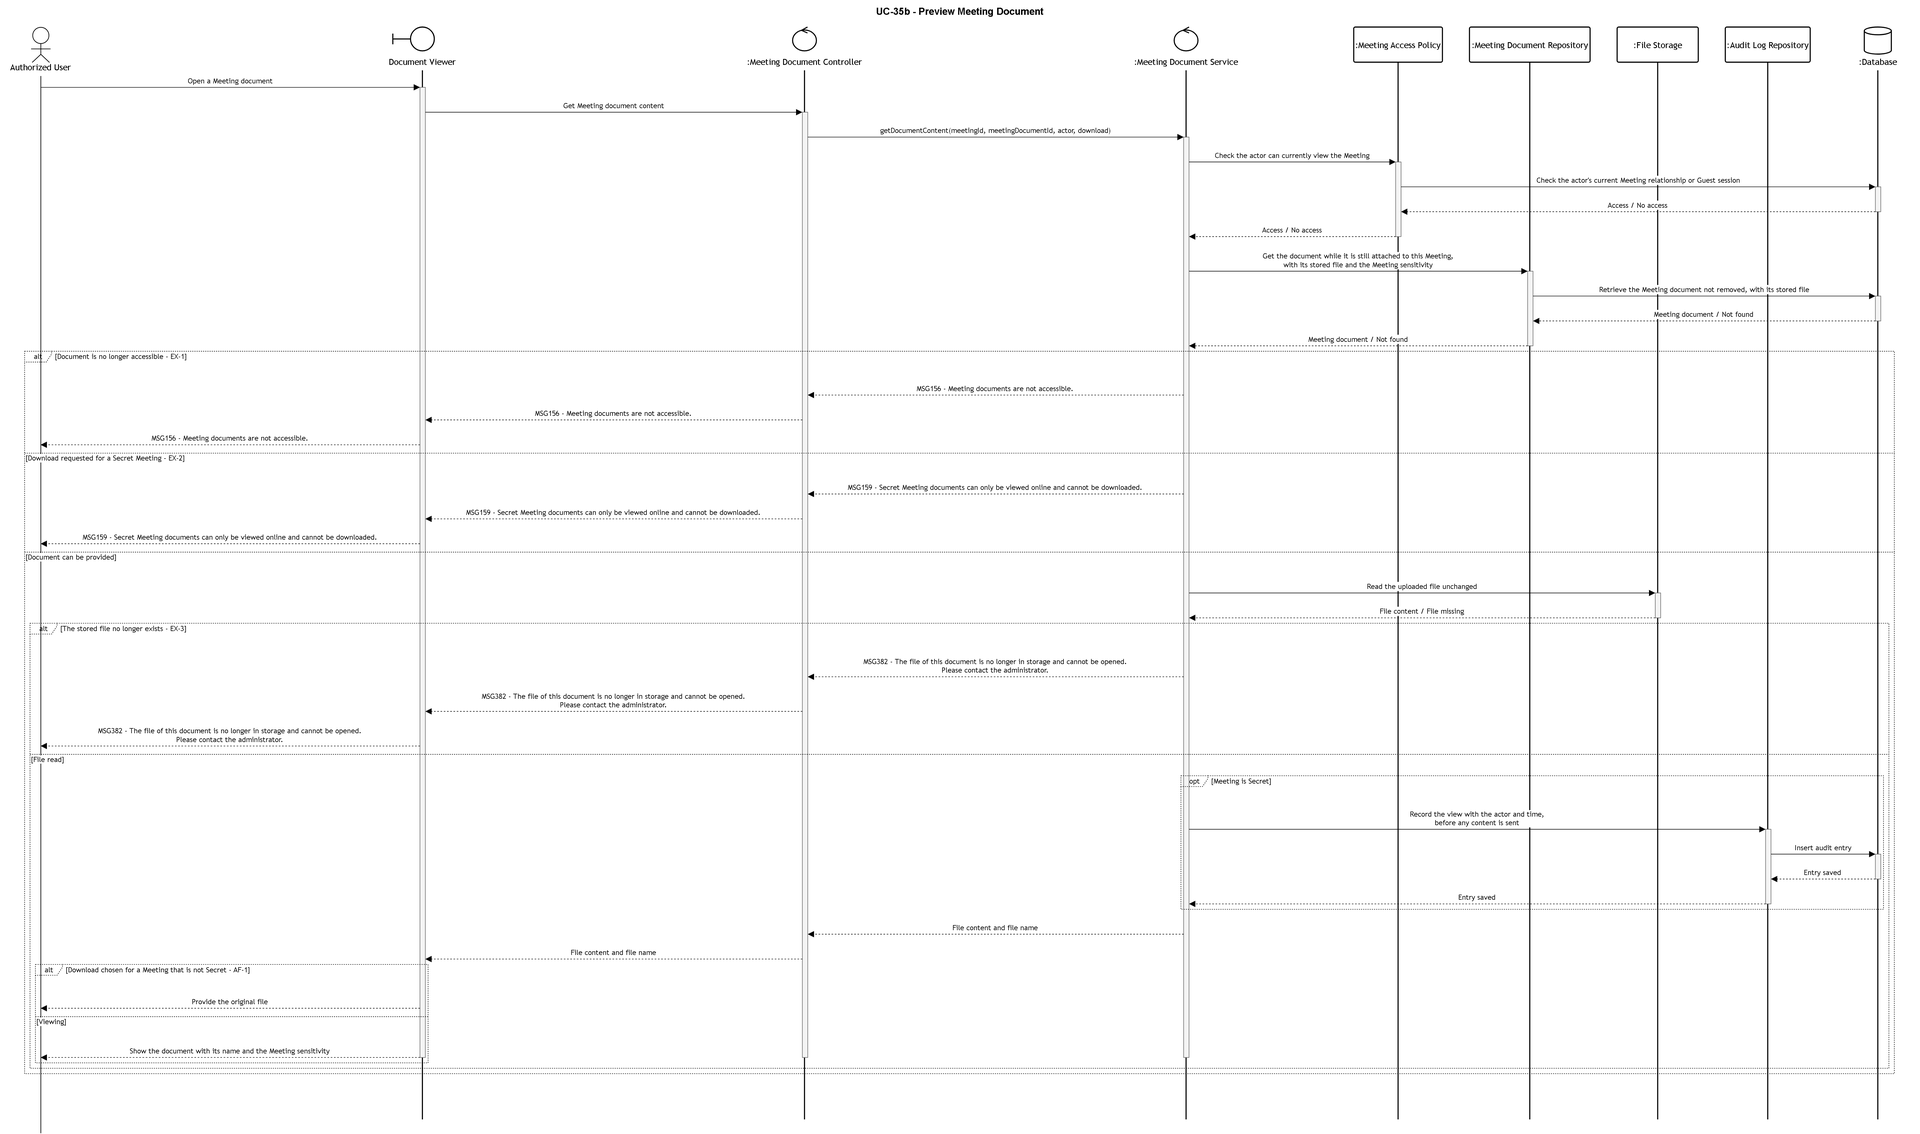 UC-35b - Preview Meeting Document
Authorized User
Document Viewer
:Meeting Document Controller
:Meeting Document Service
:Meeting Access Policy
:Meeting Document Repository
:File Storage
:Audit Log Repository
:Database
Open a Meeting document
Get Meeting document content
getDocumentContent(meetingId, meetingDocumentId, actor, download)
Check the actor can currently view the Meeting
Check the actor's current Meeting relationship or Guest session
Access / No access
Access / No access
Get the document while it is still attached to this Meeting,
with its stored file and the Meeting sensitivity
Retrieve the Meeting document not removed, with its stored file
Meeting document / Not found
Meeting document / Not found
alt [Document is no longer accessible - EX-1]
MSG156 - Meeting documents are not accessible.
MSG156 - Meeting documents are not accessible.
MSG156 - Meeting documents are not accessible.
[Download requested for a Secret Meeting - EX-2]
MSG159 - Secret Meeting documents can only be viewed online and cannot be downloaded.
MSG159 - Secret Meeting documents can only be viewed online and cannot be downloaded.
MSG159 - Secret Meeting documents can only be viewed online and cannot be downloaded.
[Document can be provided]
Read the uploaded file unchanged
File content / File missing
alt [The stored file no longer exists - EX-3]
MSG382 - The file of this document is no longer in storage and cannot be opened.
Please contact the administrator.
MSG382 - The file of this document is no longer in storage and cannot be opened.
Please contact the administrator.
MSG382 - The file of this document is no longer in storage and cannot be opened.
Please contact the administrator.
[File read]
opt [Meeting is Secret]
Record the view with the actor and time,
before any content is sent
Insert audit entry
Entry saved
Entry saved
File content and file name
File content and file name
alt [Download chosen for a Meeting that is not Secret - AF-1]
Provide the original file
[Viewing]
Show the document with its name and the Meeting sensitivity